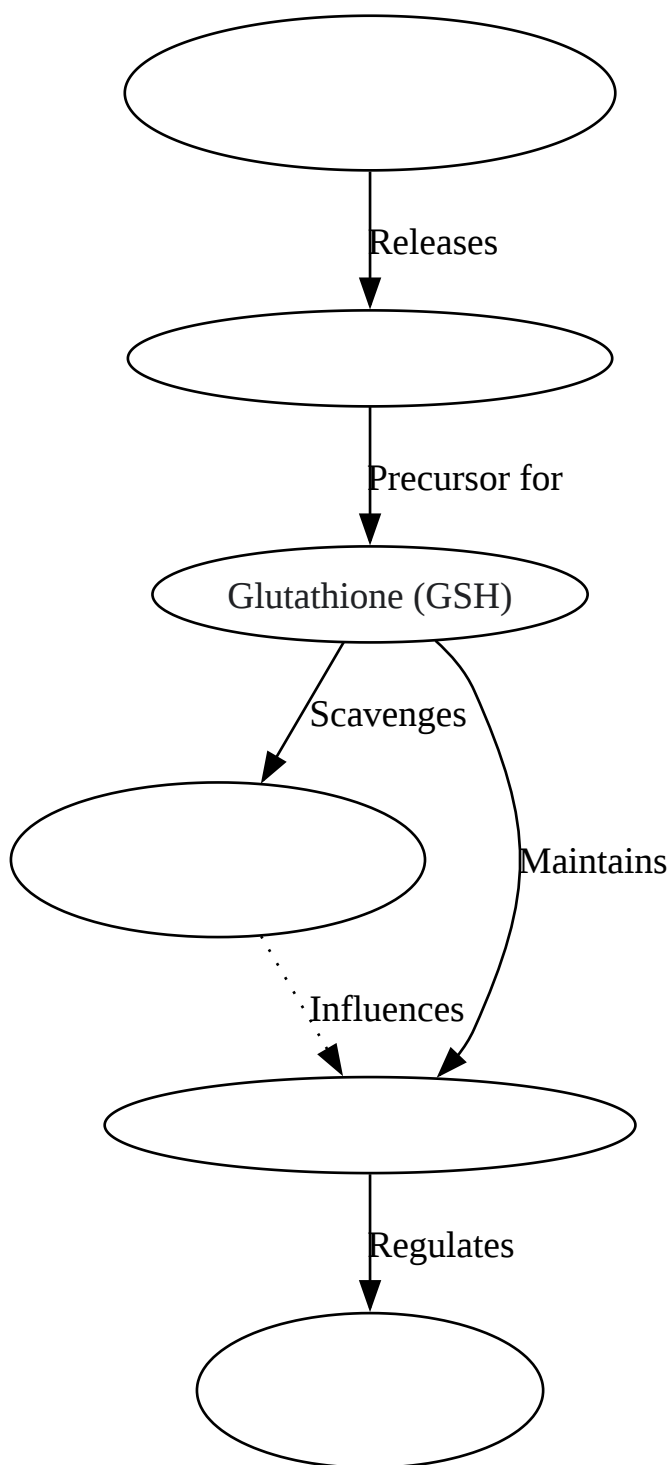 Releases
Precursor for
Glutathione (GSH)
Scavenges
Maintains
Influences
Regulates